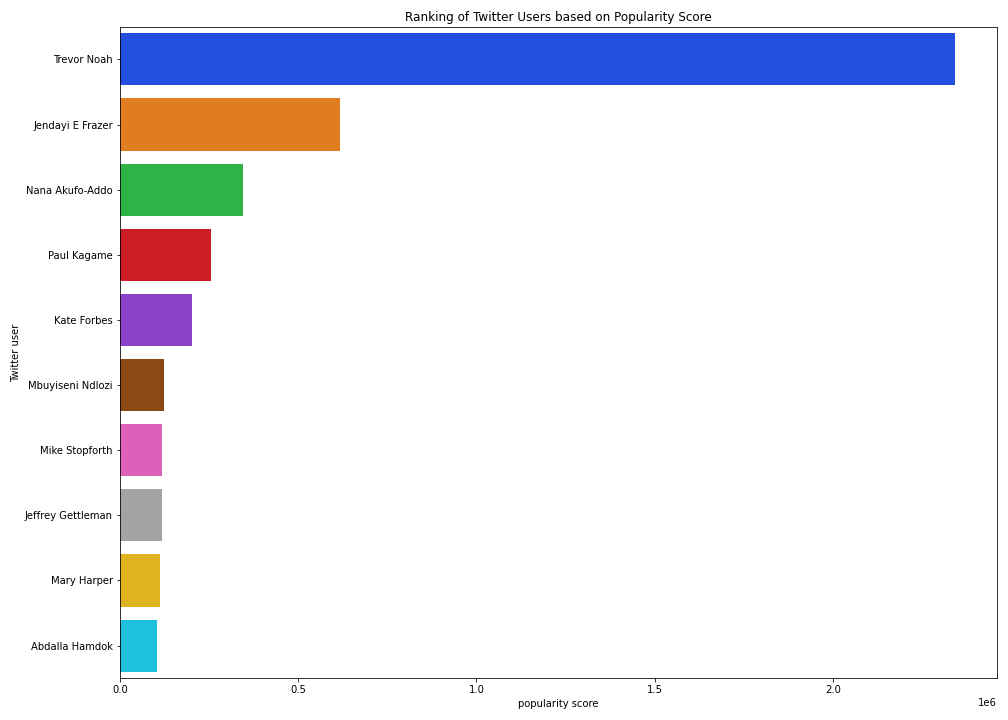 Ranking of Twitter Users based on Popularity Score
Twitter user
Trevor Noah
Jendayi E Frazer
Nana Akufo-Addo
Paul Kagame
Kate Forbes
Mbuyiseni Ndlozi
Mike Stopforth
Jeffrey Gettleman
Mary Harper
Abdalla Hamdok
0.0 0.5 1.0 1.5 2.0
1e6
popularity score